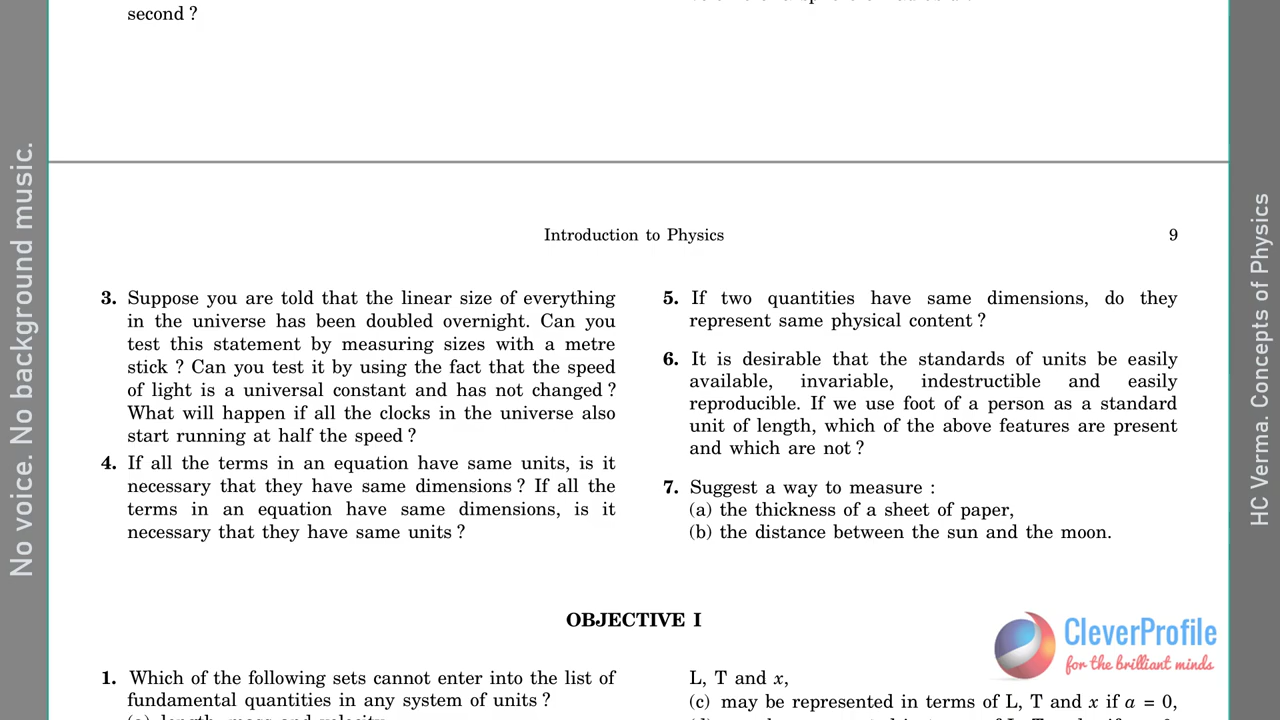 second ?
Introduction to Physics
9
3. Suppose you are told that the linear size of everything
in the universe has been doubled overnight. Can you
test this statement by measuring sizes with a metre
stick ? Can you test it by using the fact that the speed
of light is a universal constant and has not changed ?
What will happen if all the clocks in the universe also
start running at half the speed ?
4. If all the terms in an equation have same units, is it
necessary that they have same dimensions ? If all the
terms in an equation have same dimensions, is it
necessary that they have same units ?
5. If two quantities have same dimensions, do they
represent same physical content ?
6. It is desirable that the standards of units be easily
available, invariable, indestructible and easily
reproducible. If we use foot of a person as a standard
unit of length, which of the above features are present
and which are not ?
7. Suggest a way to measure :
(a) the thickness of a sheet of paper,
(b) the distance between the sun and the moon.
OBJECTIVE I
1. Which of the following sets cannot enter into the list of
fundamental quantities in any system of units ?
(a) length, mass and velocity
L, T and x,
(c) may be represented in terms of L, T and x if a = 0,
No voice. No background music.
HC Verma. Concepts of Physics
CleverProfile
for the brilliant minds